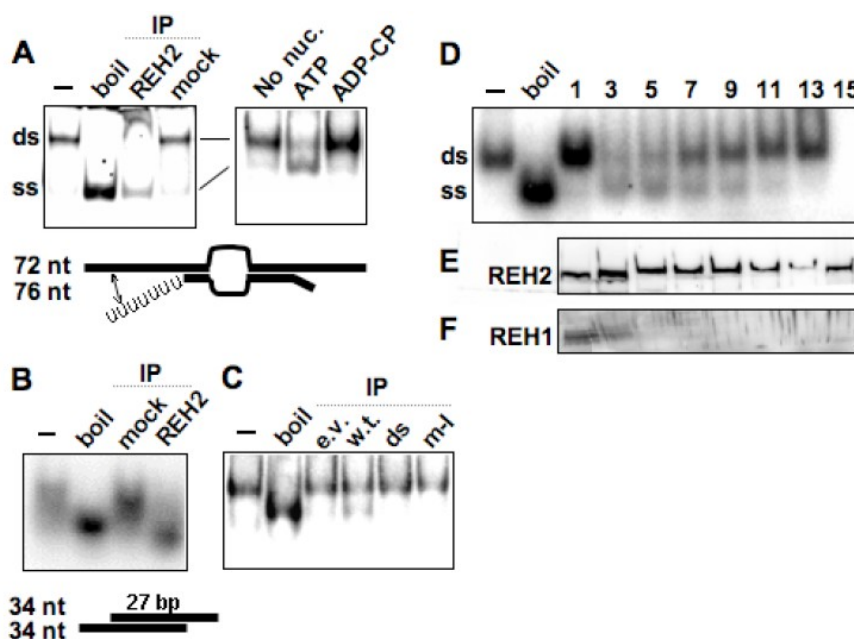 A
IP
– boil REH2 mock
No nuc. ATP ADP-CP
ds
ss
72 nt
76 nt
UUUUUUU
B
IP
– boil mock REH2
34 nt 27 bp
34 nt
C
IP
– boil e.v. w.t. ds m-I
D
– boil 1 3 5 7 9 11 13 15
ds
ss
E REH2
F REH1